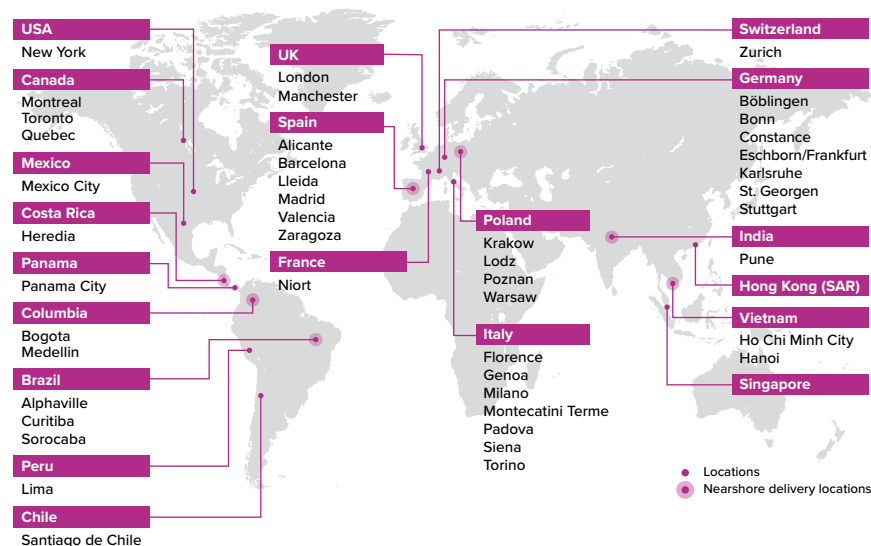 USA
New York
Canada
Montreal
Toronto
Quebec
Mexico
Mexico City
Costa Rica
Heredia
Panama
Panama City
Columbia
Bogota
Medellin
Brazil
Alphaville
Curitiba
Sorocaba
Peru
Lima
Chile
Santiago de Chile
UK
London
Manchester
Spain
Alicante
Barcelona
Lleida
Madrid
Valencia
Zaragoza
France
Niort
Poland
Krakow
Lodz
Poznan
Warsaw
Italy
Florence
Genoa
Milano
Montecatini Terme
Padova
Siena
Torino
Switzerland
Zurich
Germany
Böblingen
Bonn
Constance
Eschborn/Frankfurt
Karlsruhe
St. Georgen
Stuttgart
India
Pune
Hong Kong (SAR)
Vietnam
Ho Chi Minh City
Hanoi
Singapore
Locations
Nearshore delivery locations